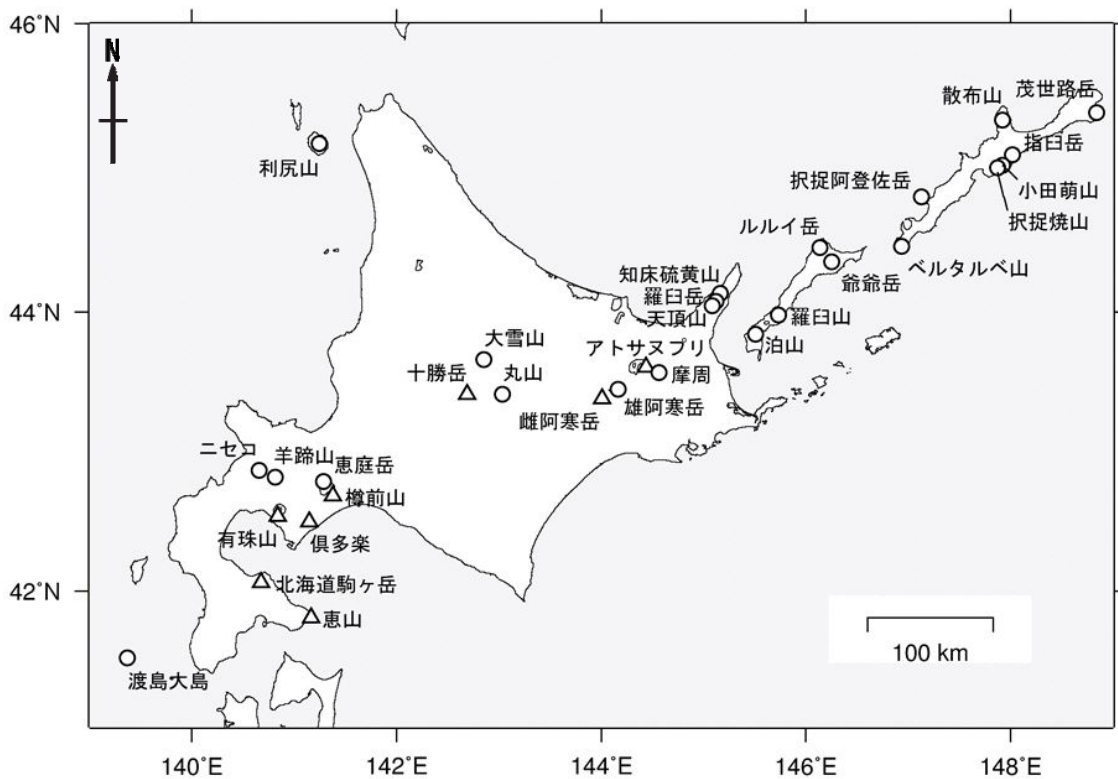 46°N
N
茂世路岳
散布山
指臼岳
利尻山
択捉阿登佐岳
小田萌山
択捉焼山
ルルイ岳
ベルタルベ山
知床硫黄山
爺爺岳
羅臼岳
44°N
天頂山
羅臼山
大雪山
アトサヌプリ
泊山
十勝岳
丸山
摩周
雌阿寒岳
雄阿寒岳
ニセコ
羊蹄山
恵庭岳
樽前山
有珠山
倶多楽
42°N
北海道駒ヶ岳
恵山
100 km
渡島大島
140°E
142°E
144°E
146°E
148°E